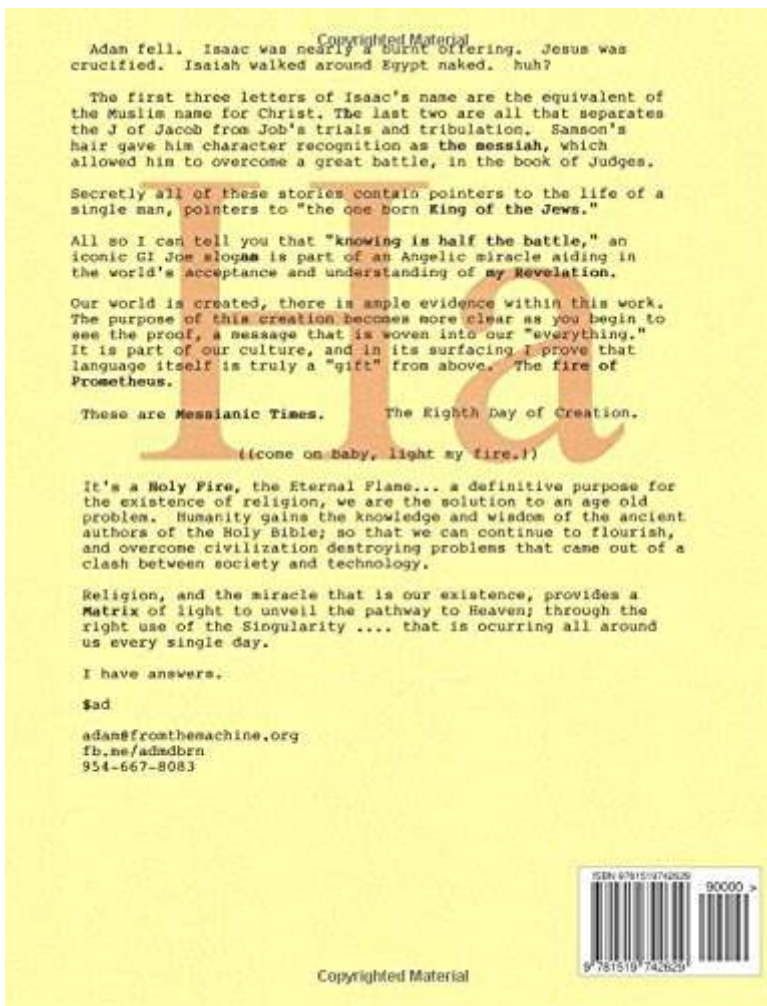 Copyrighted Material
Adam fell. Isaac was nearly a burnt offering. Jesus was
crucified. Isaiah walked around Egypt naked. huh?
The first three letters of Isaac's name are the equivalent of
the Muslim name for Christ. The last two are all that separates
the J of Jacob from Job's trials and tribulation. Samson's
hair gave him character recognition as the messiah, which
allowed him to overcome a great battle, in the book of Judges.
Secretly all of these stories contain pointers to the life of a
single man, pointers to "the one born King of the Jews."
All so I can tell you that "knowing is half the battle," an
iconic GI Joe slogan is part of an Angelic miracle aiding in
the world's acceptance and understanding of my Revelation.
Our world is created, there is ample evidence within this work.
The purpose of this creation becomes more clear as you begin to
see the proof, a message that is woven into our "everything."
It is part of our culture, and in its surfacing I prove that
language itself is truly a "gift" from above. The fire of
Prometheus.
Ha
These are Messianic Times. The Eighth Day of Creation.
((come on baby, light my fire.))
It's a Holy Fire, the Eternal Flame... a definitive purpose for
the existence of religion, we are the solution to an age old
problem. Humanity gains the knowledge and wisdom of the ancient
authors of the Holy Bible; so that we can continue to flourish,
and overcome civilization destroying problems that came out of a
clash between society and technology.
Religion, and the miracle that is our existence, provides a
Matrix of light to unveil the pathway to Heaven; through the
right use of the Singularity .... that is ocurring all around
us every single day.
I have answers.
$ad
adam@fromthemachine.org
fb.me/admdbrn
954-667-8083
ISBN 9781519742629
90000 >
9 781519 742629
Copyrighted Material